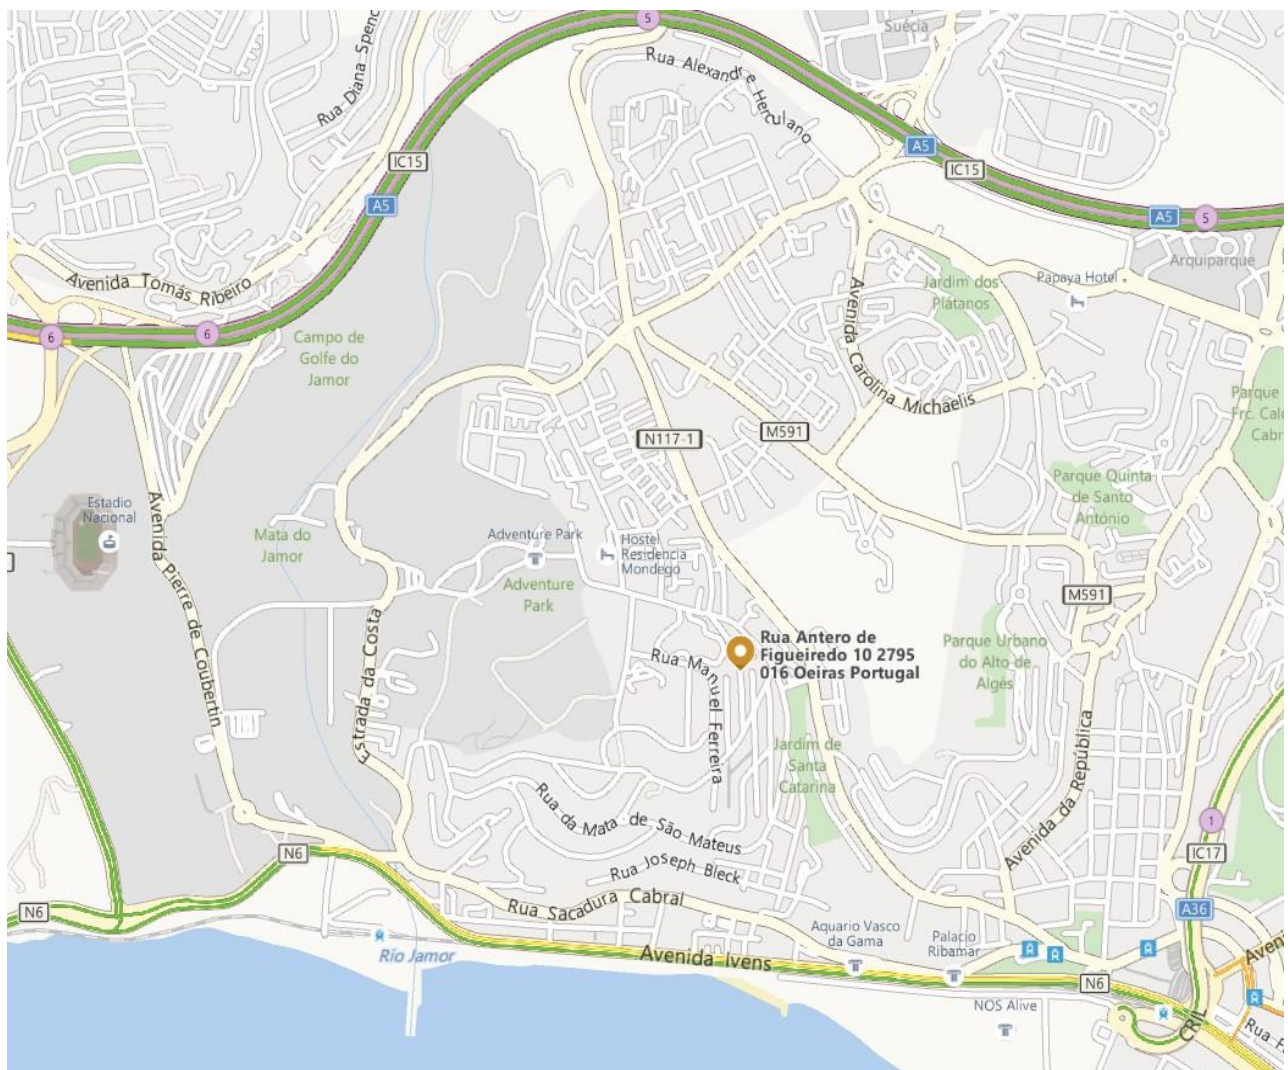 5
Suécia
Rua Alexandre Herculano
Rua Diana Spenc
IC15
A5
IC15
A5
A5
5
Arquiparque
Avenida Tomás Ribeiro
Papaya Hotel
Jardim dos
Plátanos
6
6
Campo de
Golfe do
Jamor
Avenida Carolina Michaelis
Parque
Frc. Calo
Cabr
N117-1
M591
Parque Quinta
de Santo
António
Estadio
Nacional
Avenida Pierre de Coubertin
Mata do
Jamor
Adventure Park
Adventure
Park
Hostel
Residencia
Mondego
M591
Estrada da Costa
Rua Antero de
Figueiredo 10 2795
016 Oeiras Portugal
Rua Manuel Ferreira
Parque Urbano
do Alto de
Algés
Jardim de
Santa
Catarina
Avenida da República
Rua da Mata de São Mateus
Rua Joseph Bleck
1
N6
IC17
N6
Rua Sacadura Cabral
A36
Aquario Vasco
da Gama
Palacio
Ribamar
Rio Jamor
Avenida Ivens
Aveni
N6
NOS Alive
CRIL
Rua F